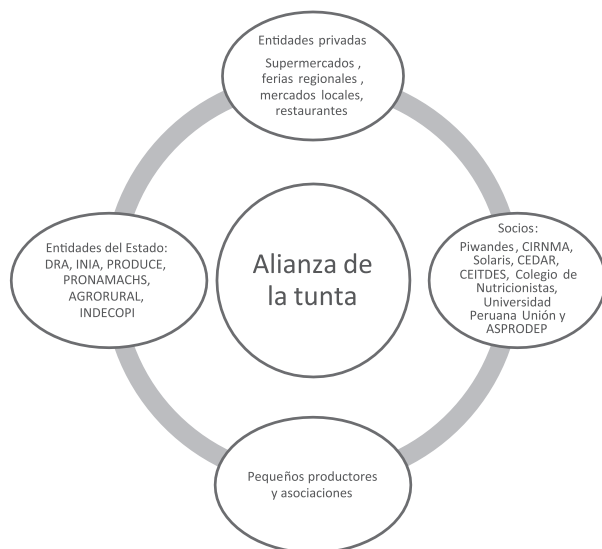 Entidades privadas
Supermercados ,
ferias regionales ,
mercados locales,
restaurantes
Entidades del Estado:
DRA, INIA, PRODUCE,
PRONAMACHS,
AGRORURAL,
INDECOPI
Alianza de
la tunta
Socios:
Piwandes, CIRNMA,
Solaris, CEDAR,
CEITDES, Colegio de
Nutricionistas,
Universidad
Peruana Unión y
ASPRODEP
Pequeños productores
y asociaciones